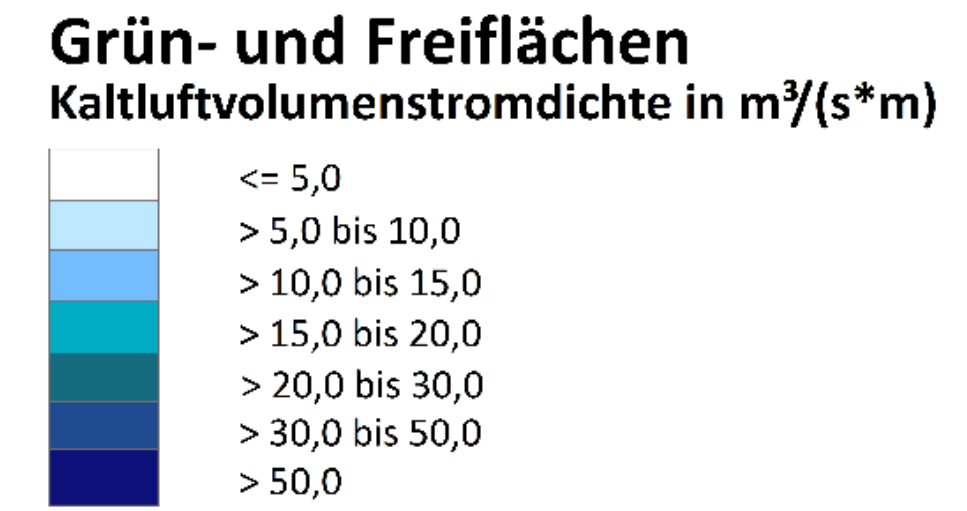 Grün- und Freiflächen
Kaltluftvolumenstromdichte in m³/(s*m)
<= 5,0
> 5,0 bis 10,0
> 10,0 bis 15,0
> 15,0 bis 20,0
> 20,0 bis 30,0
> 30,0 bis 50,0
> 50,0